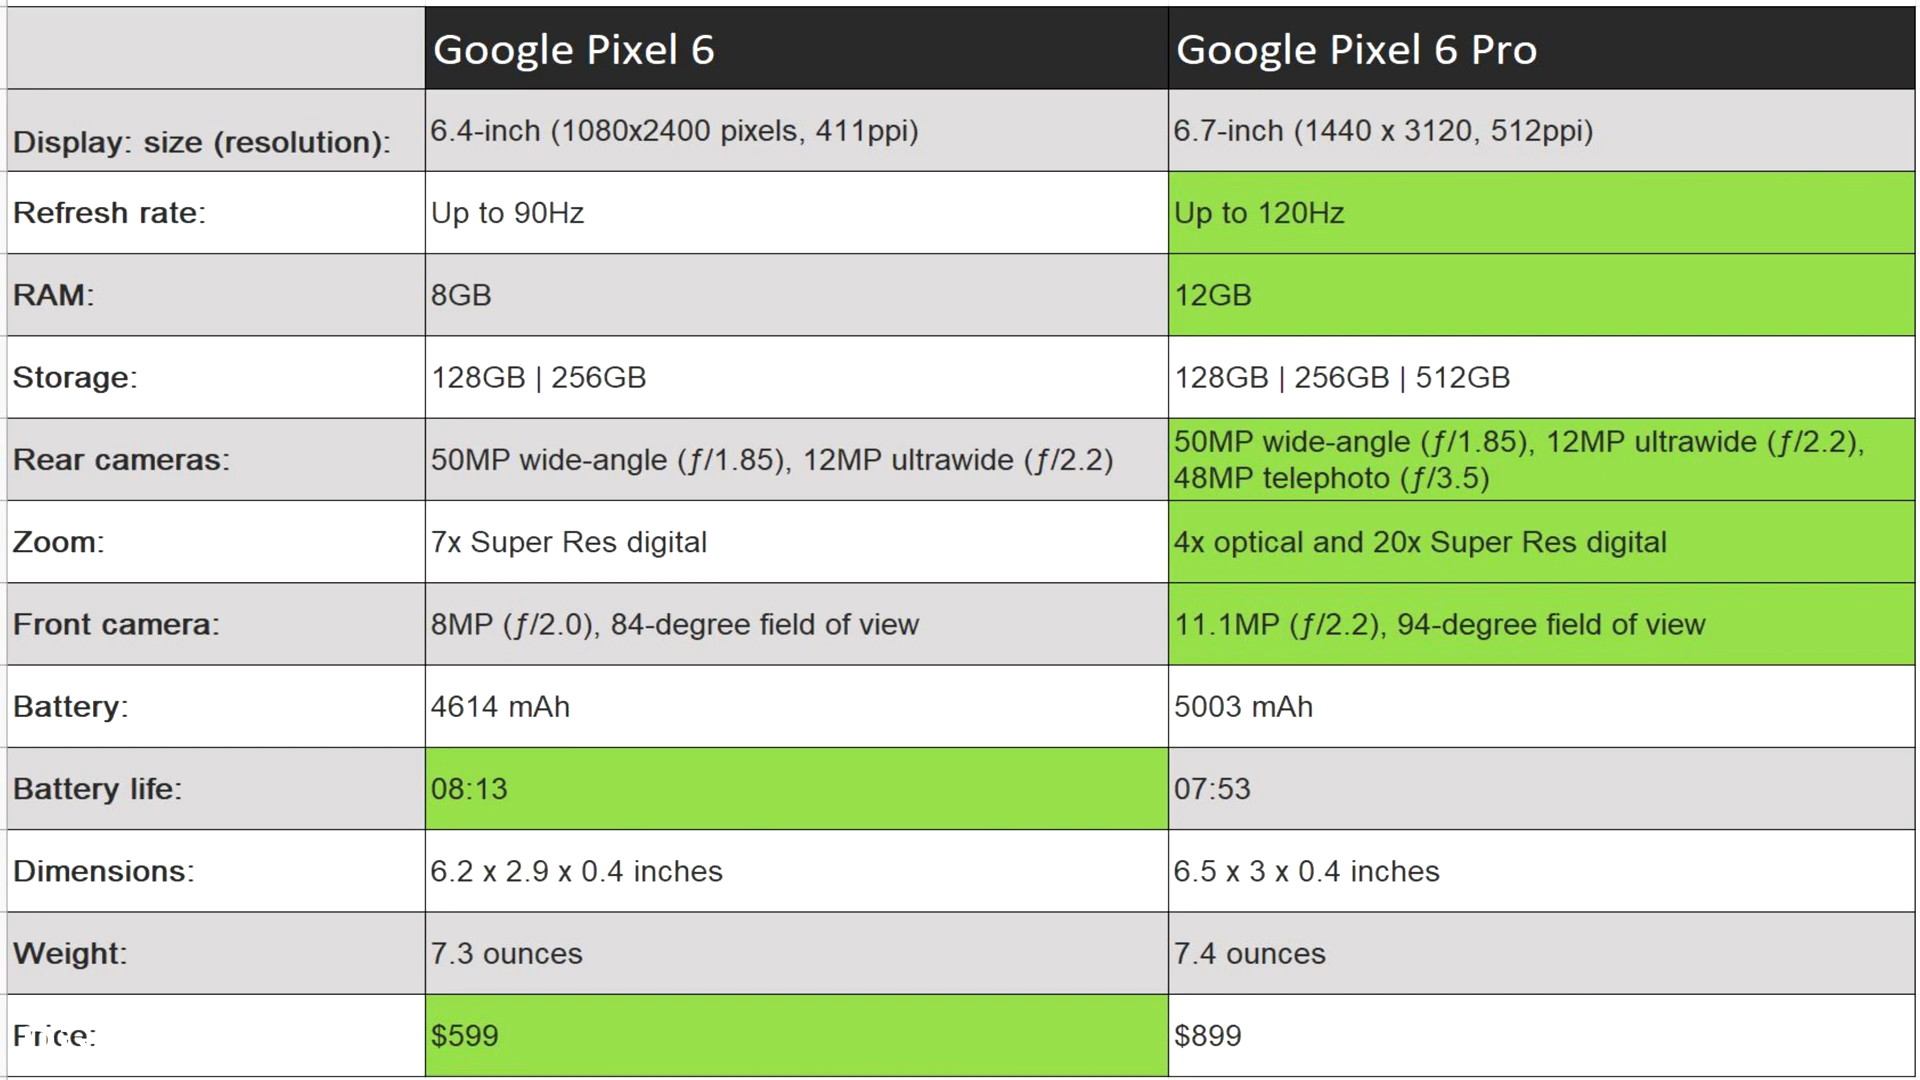 Google Pixel 6
Google Pixel 6 Pro
Display: size (resolution):
6.4-inch (1080x2400 pixels, 411ppi)
6.7-inch (1440 x 3120, 512ppi)
Refresh rate:
Up to 90Hz
Up to 120Hz
RAM:
8GB
12GB
Storage:
128GB | 256GB
128GB | 256GB | 512GB
Rear cameras:
50MP wide-angle (ƒ/1.85), 12MP ultrawide (ƒ/2.2)
50MP wide-angle (ƒ/1.85), 12MP ultrawide (ƒ/2.2),
48MP telephoto (ƒ/3.5)
Zoom:
7x Super Res digital
4x optical and 20x Super Res digital
Front camera:
8MP (ƒ/2.0), 84-degree field of view
11.1MP (ƒ/2.2), 94-degree field of view
Battery:
4614 mAh
5003 mAh
Battery life:
08:13
07:53
Dimensions:
6.2 x 2.9 x 0.4 inches
6.5 x 3 x 0.4 inches
Weight:
7.3 ounces
7.4 ounces
Price:
$599
$899